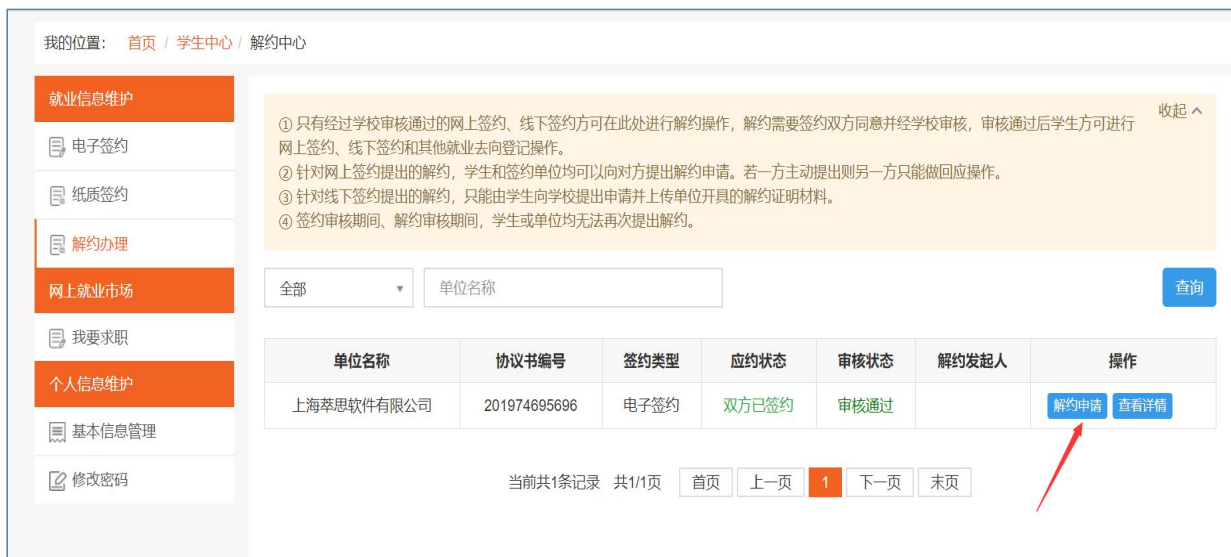 我的位置： 首页 / 学生中心 / 解约中心
就业信息维护
电子签约
纸质签约
解约办理
网上就业市场
我要求职
个人信息维护
基本信息管理
修改密码
收起
① 只有经过学校审核通过的网上签约、线下签约方可在此处进行解约操作，解约需要签约双方同意并经学校审核，审核通过后学生方可进行
网上签约、线下签约和其他就业去向登记操作。
② 针对网上签约提出的解约，学生和签约单位均可以向对方提出解约申请。若一方主动提出则另一方只能做回应操作。
③ 针对线下签约提出的解约，只能由学生向学校提出申请并上传单位开具的解约证明材料。
④ 签约审核期间、解约审核期间，学生或单位均无法再次提出解约。
全部 单位名称 查询
单位名称 协议书编号 签约类型 应约状态 审核状态 解约发起人 操作
上海萃思软件有限公司 201974695696 电子签约 双方已签约 审核通过 解约申请 查看详情
当前共1条记录 共1/1页 首页 上一页 1 下一页 末页